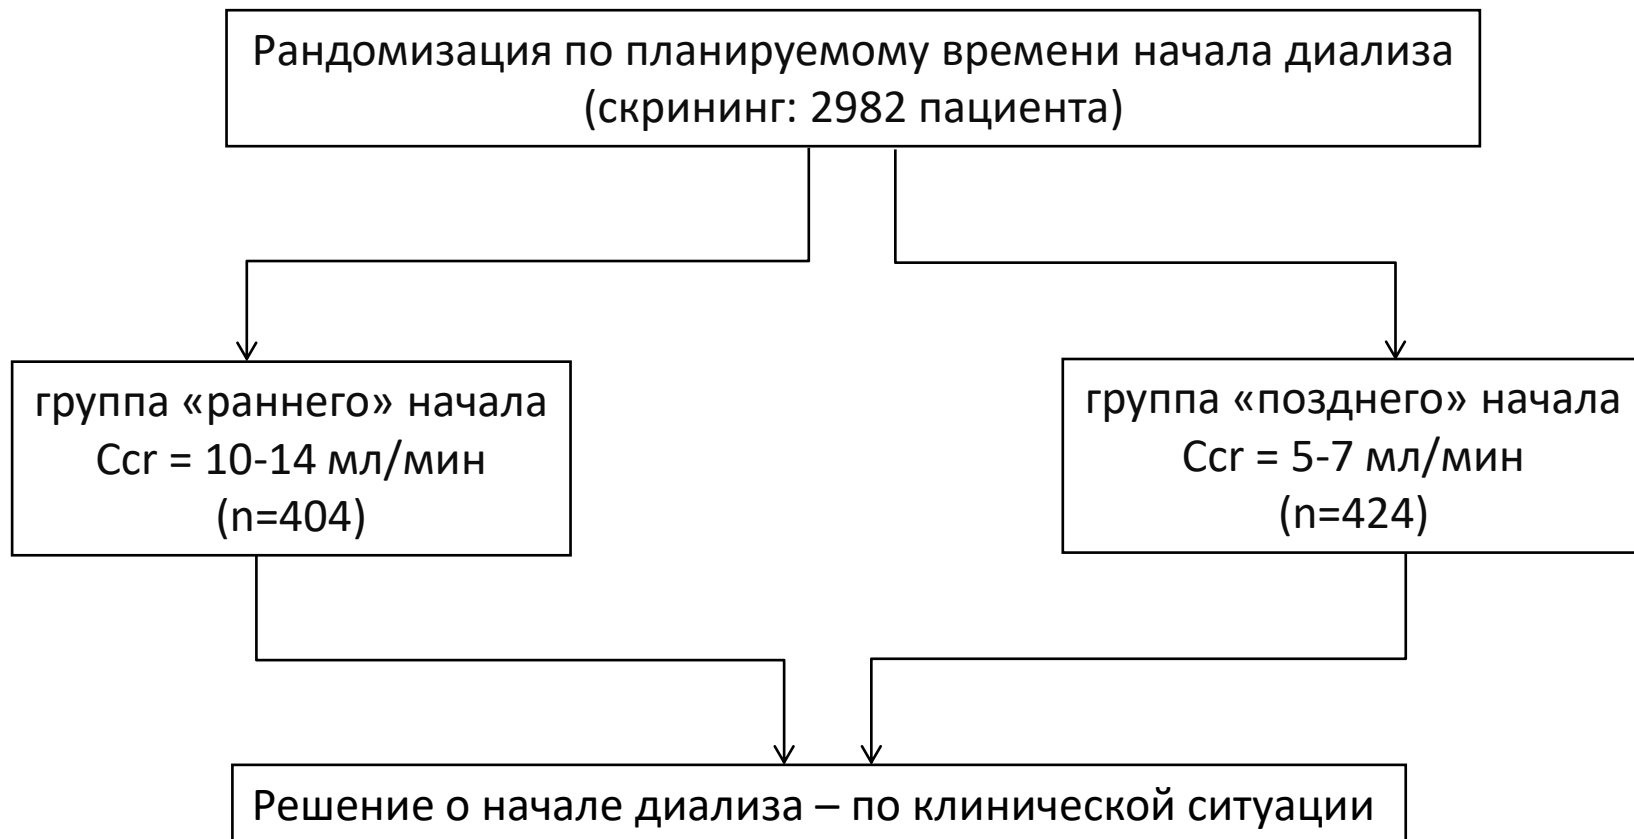 Рандомизация по планируемому времени начала диализа
(скрининг: 2982 пациента)
группа «раннего» начала
Ccr = 10-14 мл/мин
(n=404)
группа «позднего» начала
Ccr = 5-7 мл/мин
(n=424)
Решение о начале диализа – по клинической ситуации